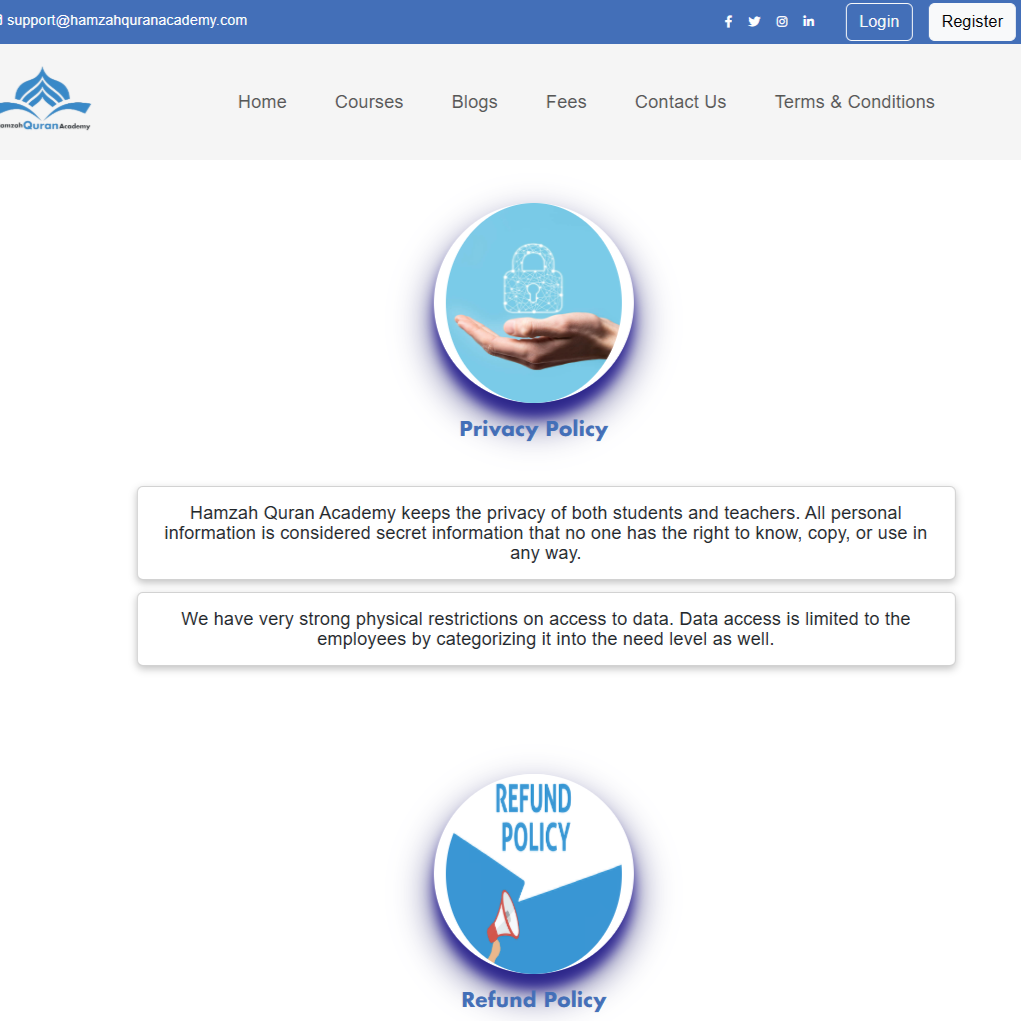 support@hamzahquranacademy.com
Login
Register
Quran Academy
Home
Courses
Blogs
Fees
Contact Us
Terms & Conditions
Privacy Policy
Hamzah Quran Academy keeps the privacy of both students and teachers. All personal
information is considered secret information that no one has the right to know, copy, or use in
any way.
We have very strong physical restrictions on access to data. Data access is limited to the
employees by categorizing it into the need level as well.
REFUND
POLICY
Refund Policy